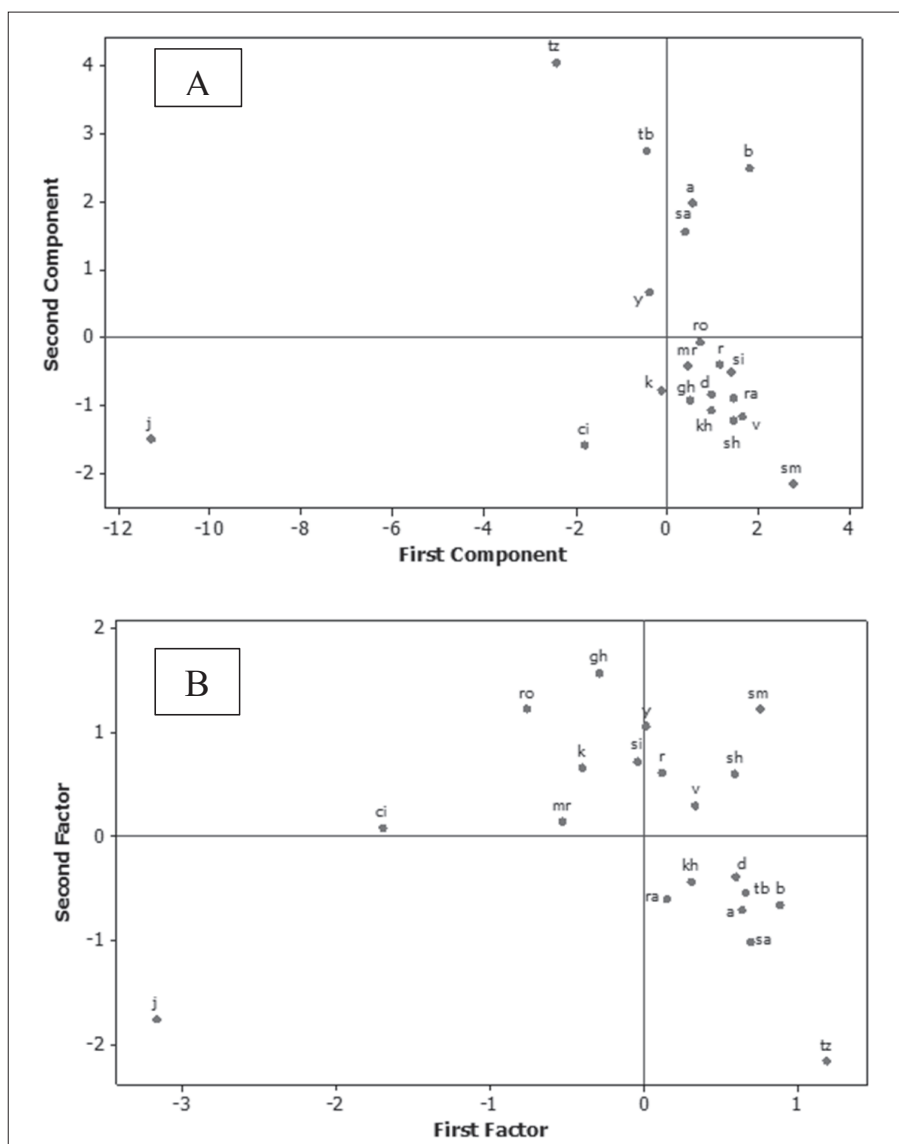 A
tz
4
tb
3
b
a
2
sa
1
y
ro
0
mr r si
k gh d ra
-1
j ci kh sh v
-2
sm
-12 -10 -8 -6 -4 -2 0 2 4
First Component
Second Component
B
2
gh
ro sm
y
1
k si r sh
v
ci mr
0
kh d
ra tb b
a
-1
sa
j
-2
tz
-3 -2 -1 0 1
First Factor
Second Factor